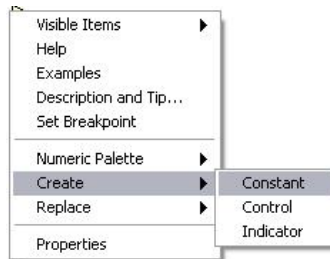 Visible Items
Help
Examples
Description and Tip...
Set Breakpoint
Numeric Palette
Create
Replace
Properties
Constant
Control
Indicator